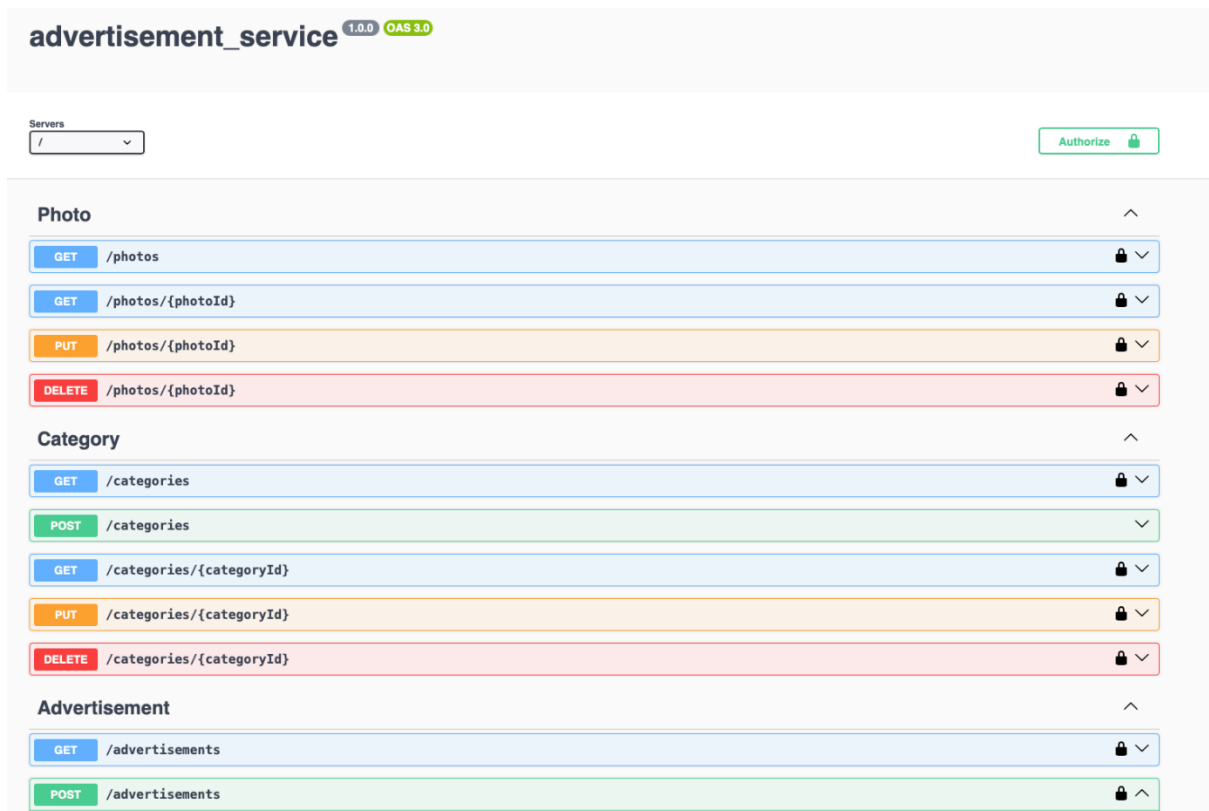 advertisement_service 1.0.0 OAS 3.0
Servers
/
Authorize
Photo
GET /photos
GET /photos/{photoId}
PUT /photos/{photoId}
DELETE /photos/{photoId}
Category
GET /categories
POST /categories
GET /categories/{categoryId}
PUT /categories/{categoryId}
DELETE /categories/{categoryId}
Advertisement
GET /advertisements
POST /advertisements